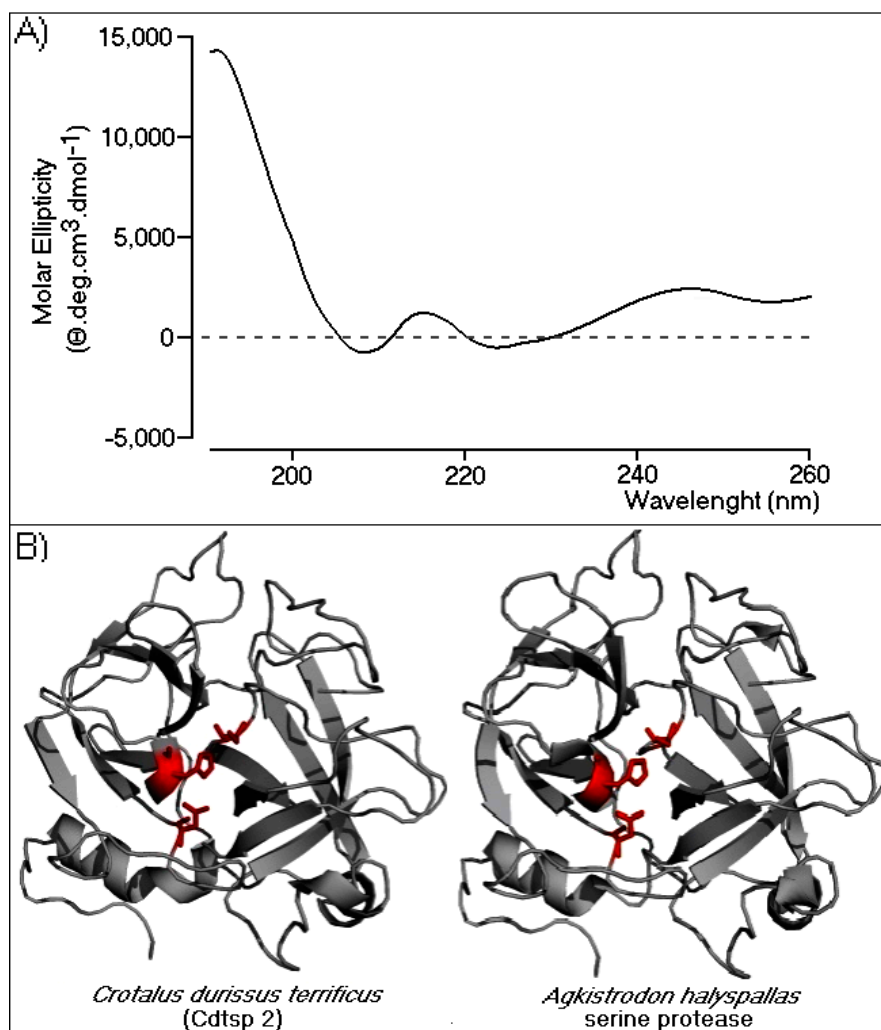 A)
15,000
10,000
5,000
0
-5,000
Molar Ellipticity
(Θ.deg.cm³.dmol⁻¹)
200
220
240
260
Wavelenght (nm)
B)
Crotalus durissus terrificus
(Cdtsp 2)
Agkistrodon halyspallas
serine protease